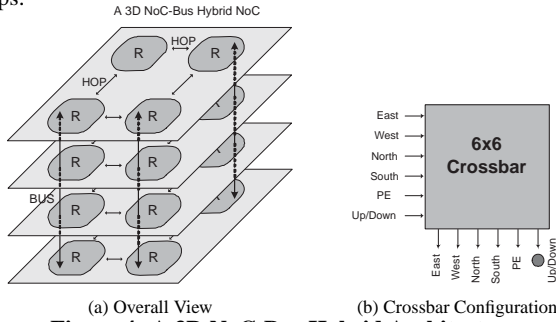 ps.
A 3D NoC-Bus Hybrid NoC
R
HOP
R
HOP
R
R
R
R
BUS
R
R
R
R
East
West
North
South
PE
Up/Down
6x6
Crossbar
East
West
North
South
PE
Up/Down
(a) Overall View
(b) Crossbar Configuration